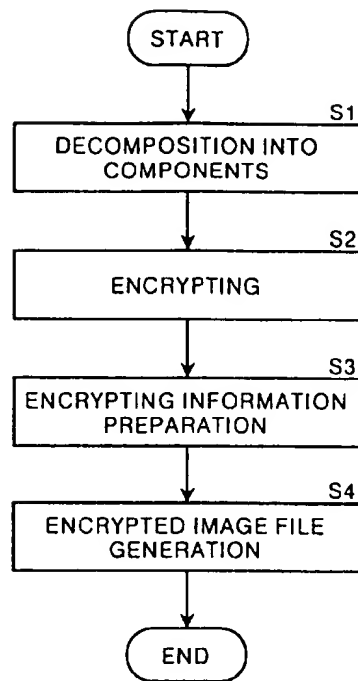 START
S1
DECOMPOSITION INTO
COMPONENTS
S2
ENCRYPTING
S3
ENCRYPTING INFORMATION
PREPARATION
S4
ENCRYPTED IMAGE FILE
GENERATION
END